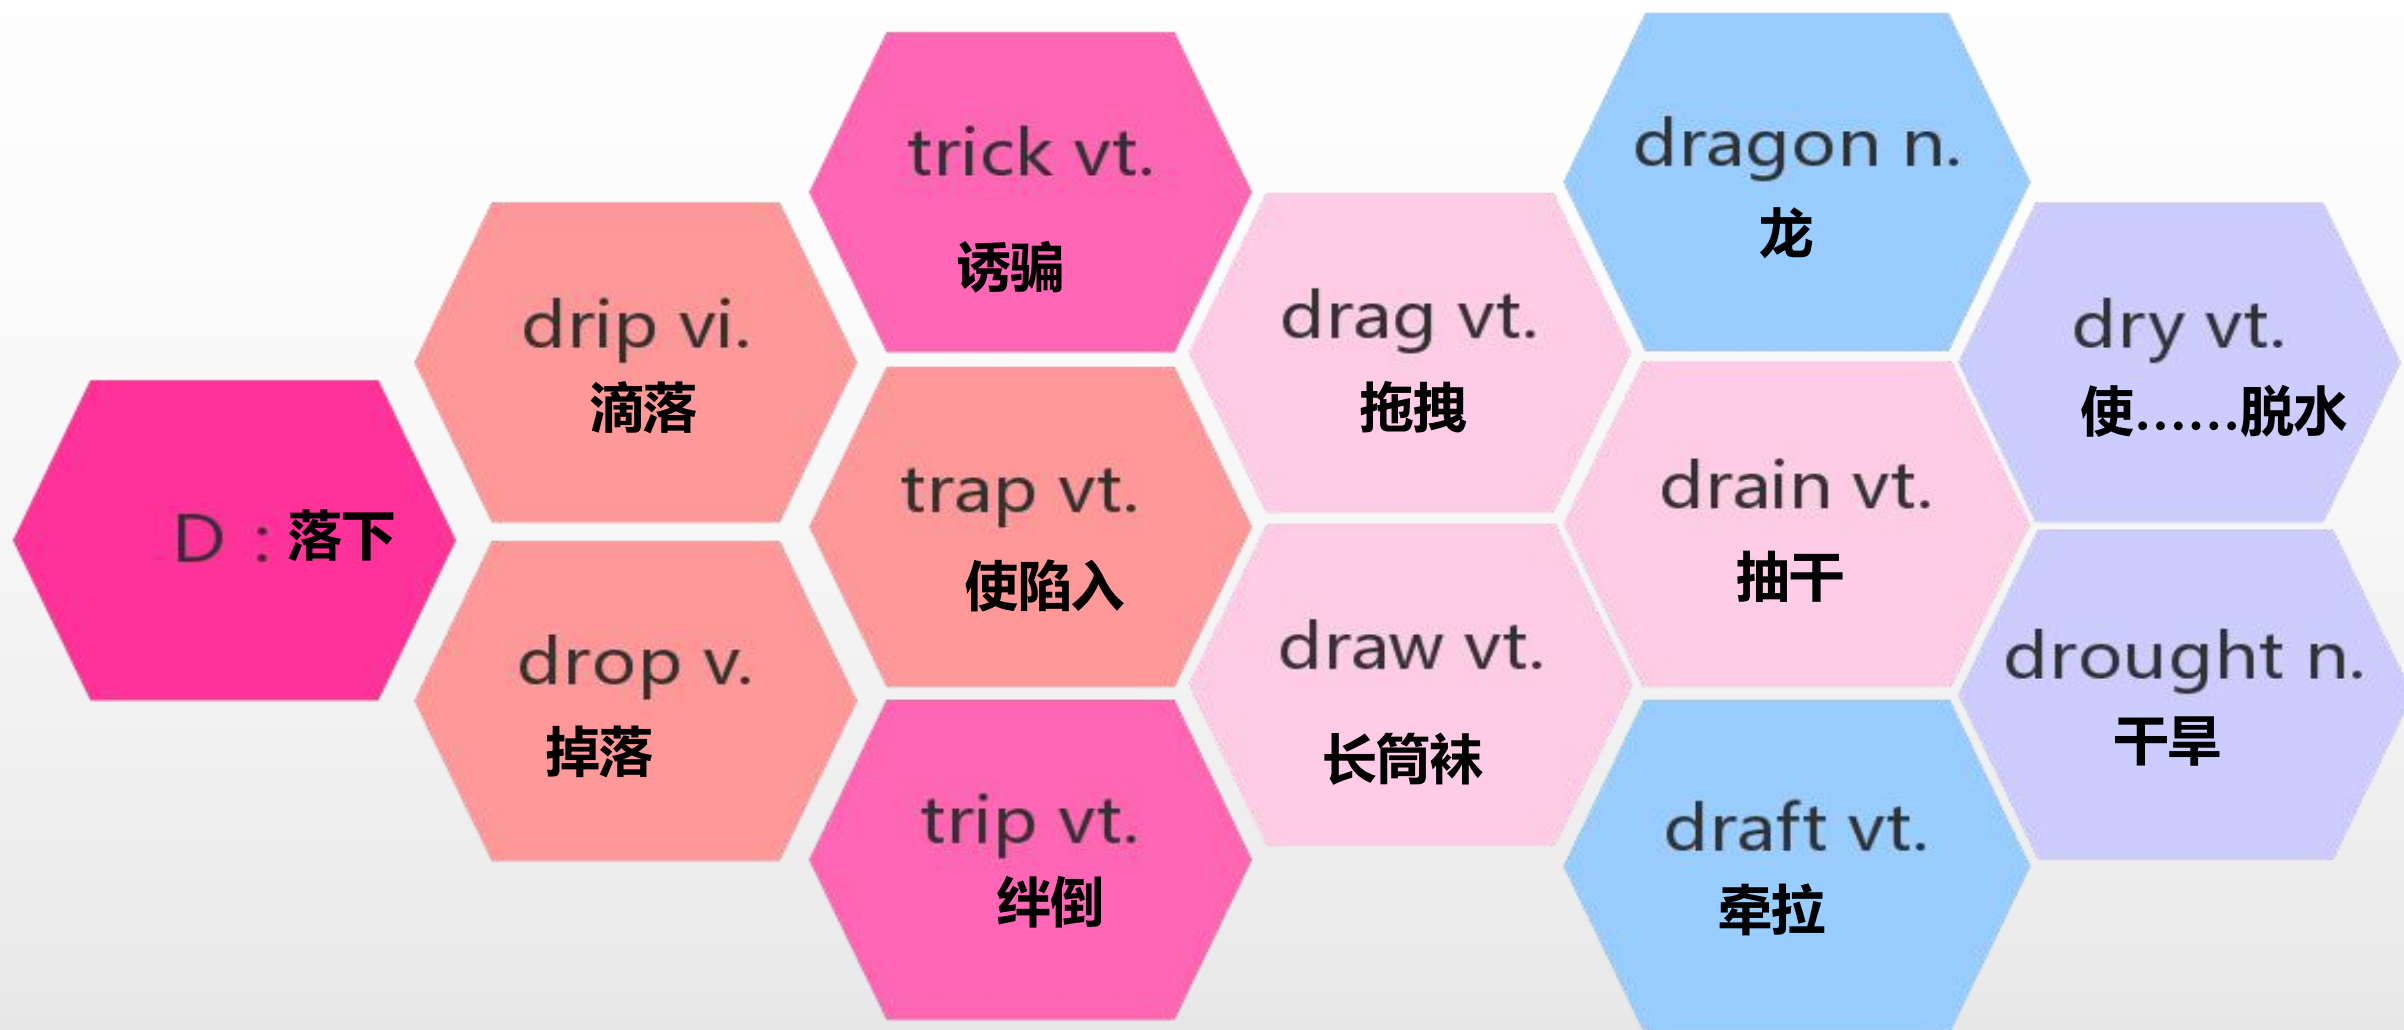 D：落下
drip vi.
滴落
drop v.
掉落
trick vt.
诱骗
trap vt.
使陷入
trip vt.
绊倒
drag vt.
拖拽
draw vt.
长筒袜
dragon n.
龙
drain vt.
抽干
draft vt.
牵拉
dry vt.
使……脱水
drought n.
干旱